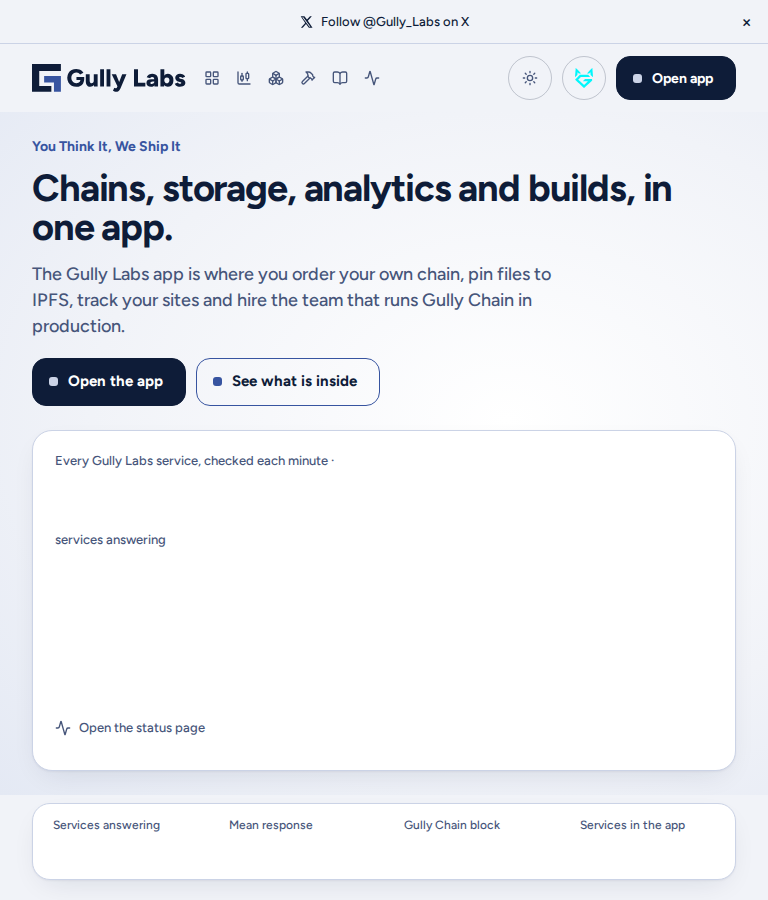 Follow @Gully_Labs on X
×
Gully Labs
Open app
You Think It, We Ship It
Chains, storage, analytics and builds, in
one app.
The Gully Labs app is where you order your own chain, pin files to
IPFS, track your sites and hire the team that runs Gully Chain in
production.
Open the app
See what is inside
Every Gully Labs service, checked each minute ·
services answering
Open the status page
Services answering
Mean response
Gully Chain block
Services in the app